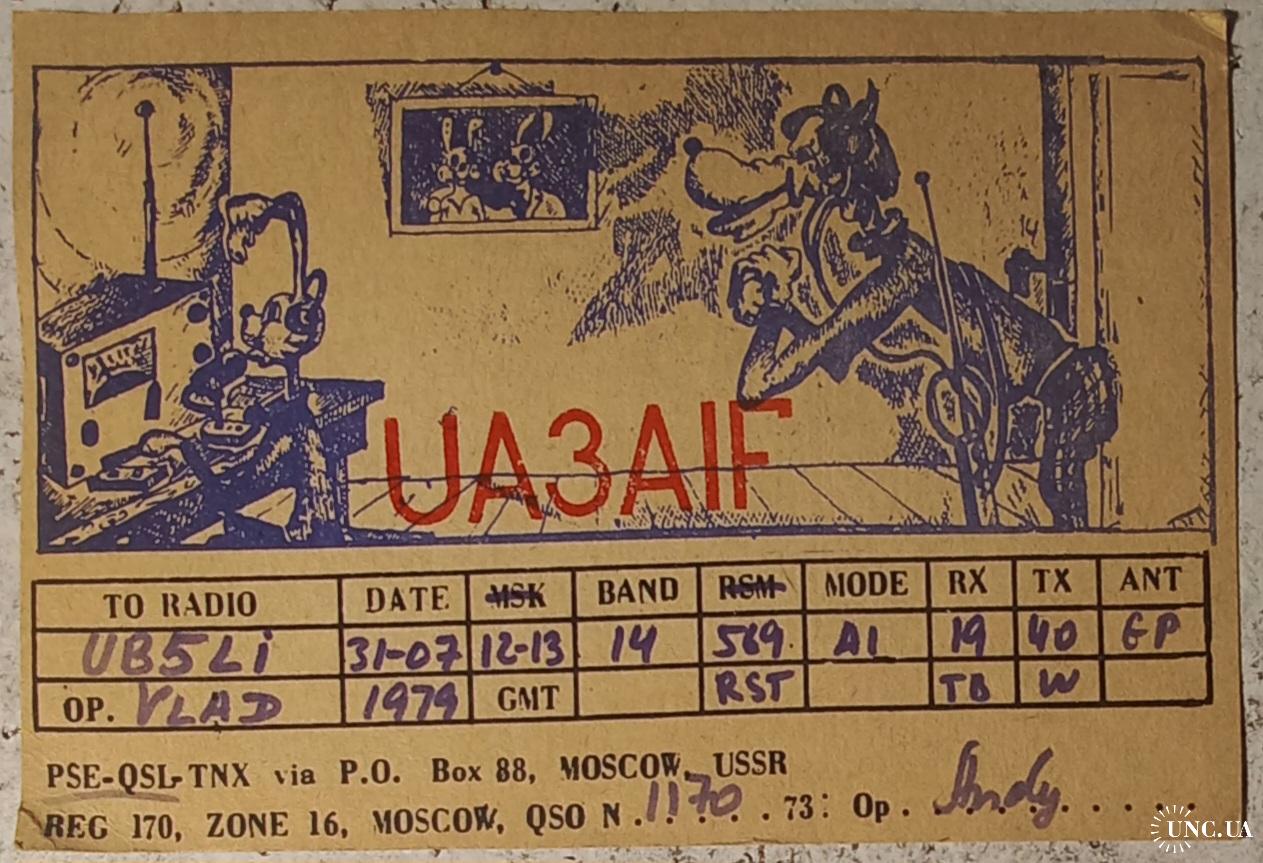 UA3AIF
TO RADIO DATE MSK BAND RSM MODE RX TX ANT
UB5Li 31-07 12-13 14 569 A1 19 40 GP
OP. VLAD 1979 GMT RST TB W
PSE-QSL-TNX via P.O. Box 88, MOSCOW, USSR
REG 170, ZONE 16, MOSCOW, QSO N. 1170 . 73: Op. Andy
UNC.UA